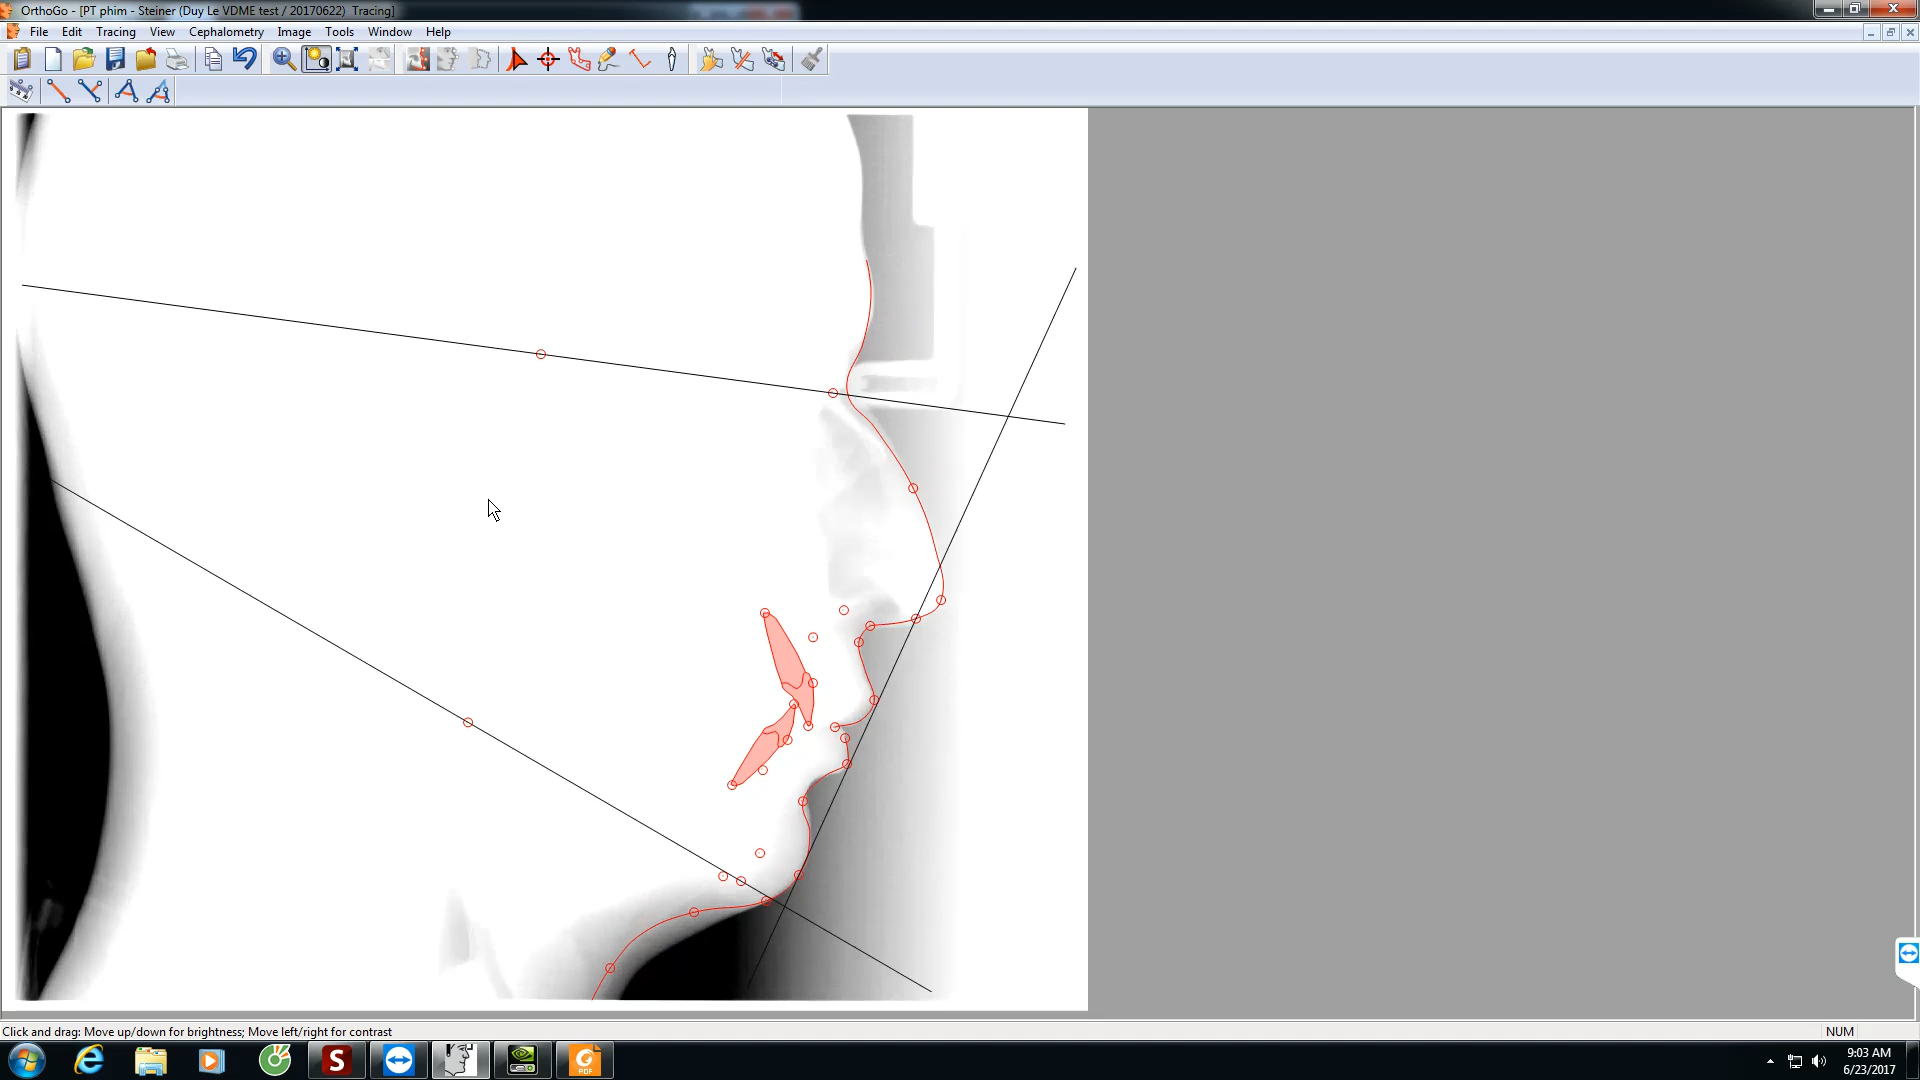 OrthoGo - [PT phim - Steiner (Duy Le VDME test / 20170622)  Tracing]
File Edit Tracing View Cephalometry Image Tools Window Help
Click and drag: Move up/down for brightness; Move left/right for contrast
NUM
S
PDF
9:03 AM
6/23/2017